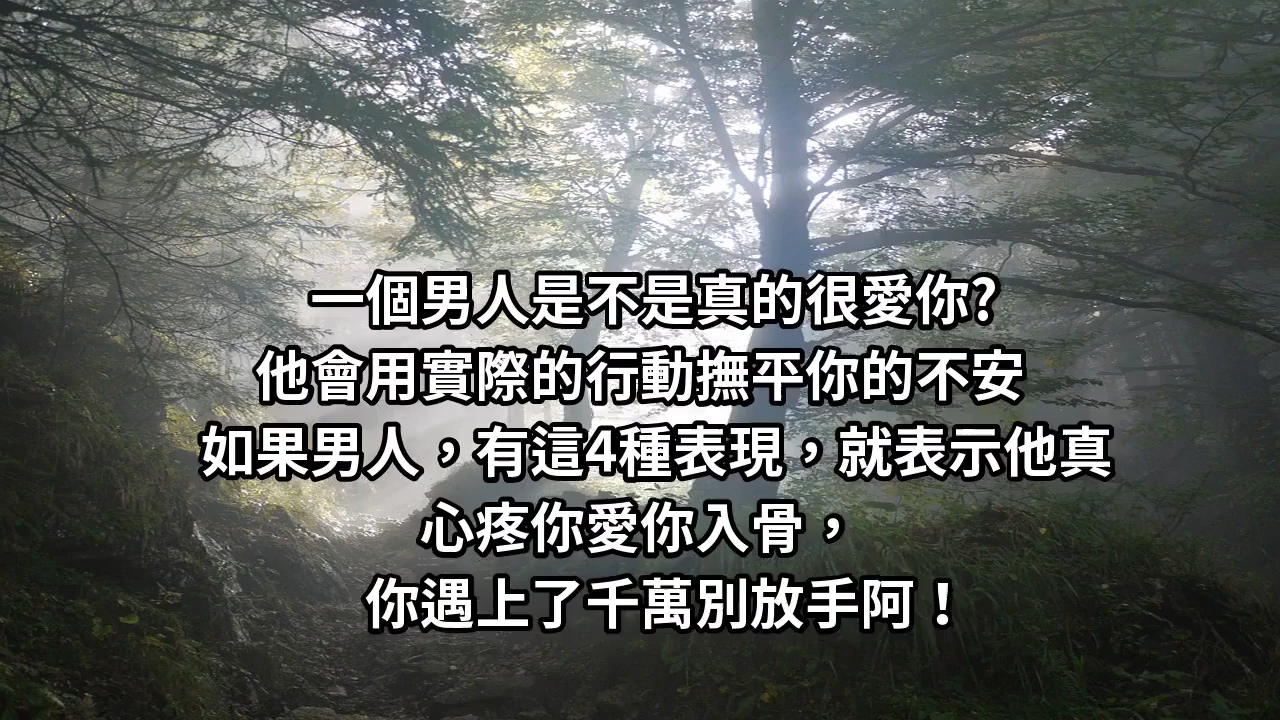 一個男人是不是真的很愛你?
他會用實際的行動撫平你的不安
如果男人，有這4種表現，就表示他真
心疼你愛你入骨，
你遇上了千萬別放手阿！